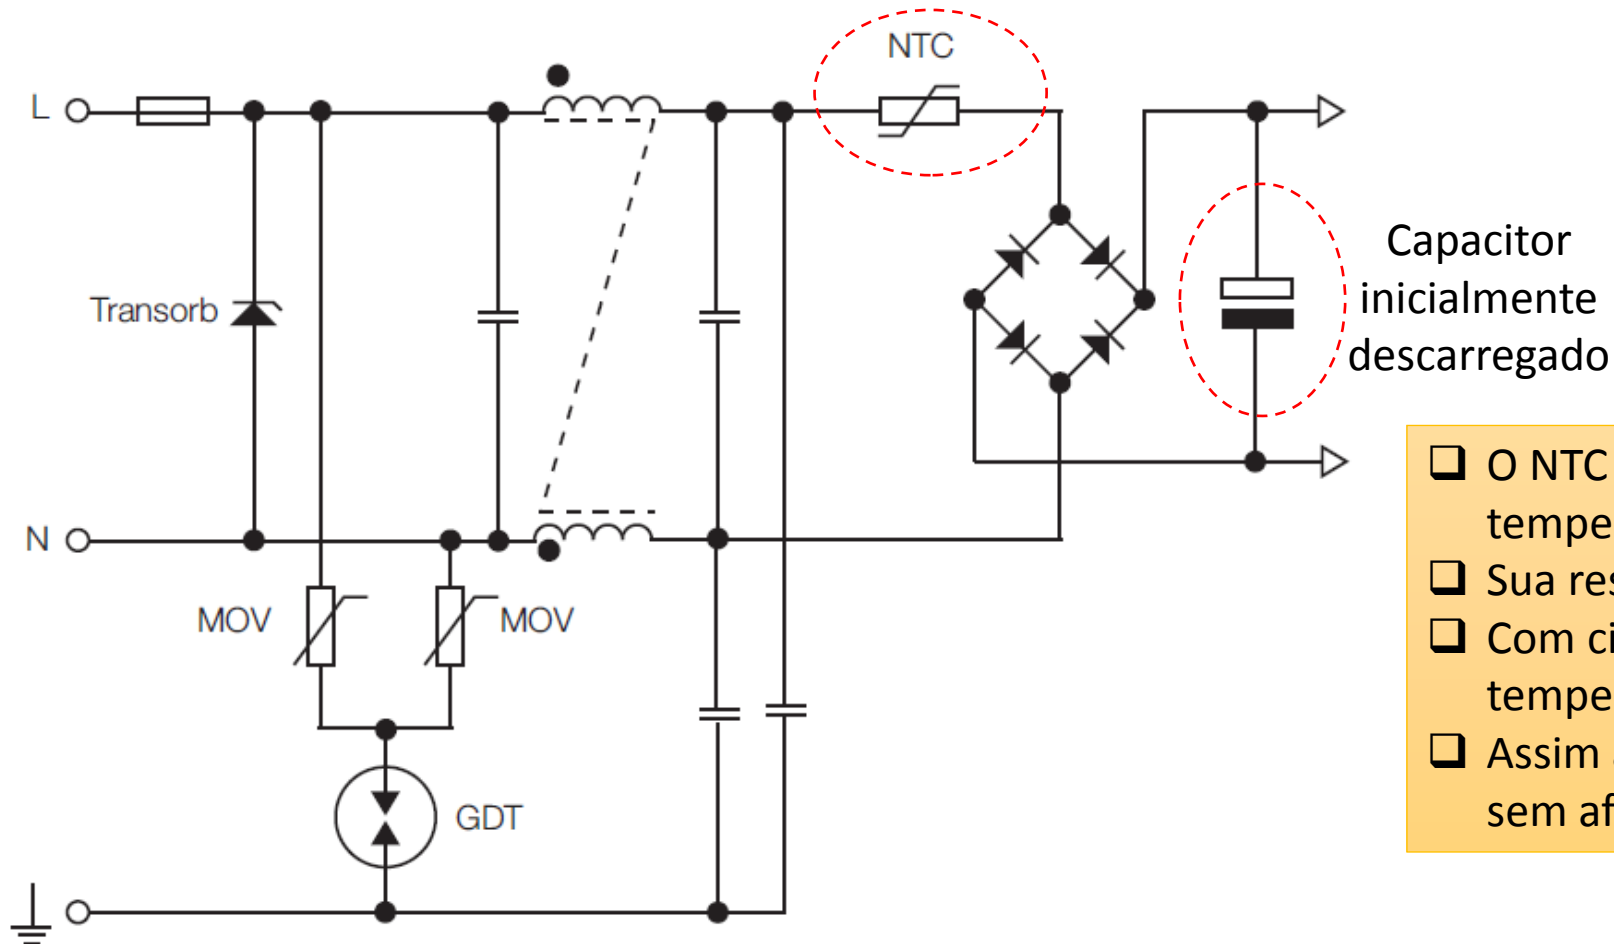 NTC
L
Transorb
Capacitor
inicialmente
descarregado
N
MOV
MOV
GDT
O NTC
tempe
Sua res
Com ci
tempe
Assim
sem af